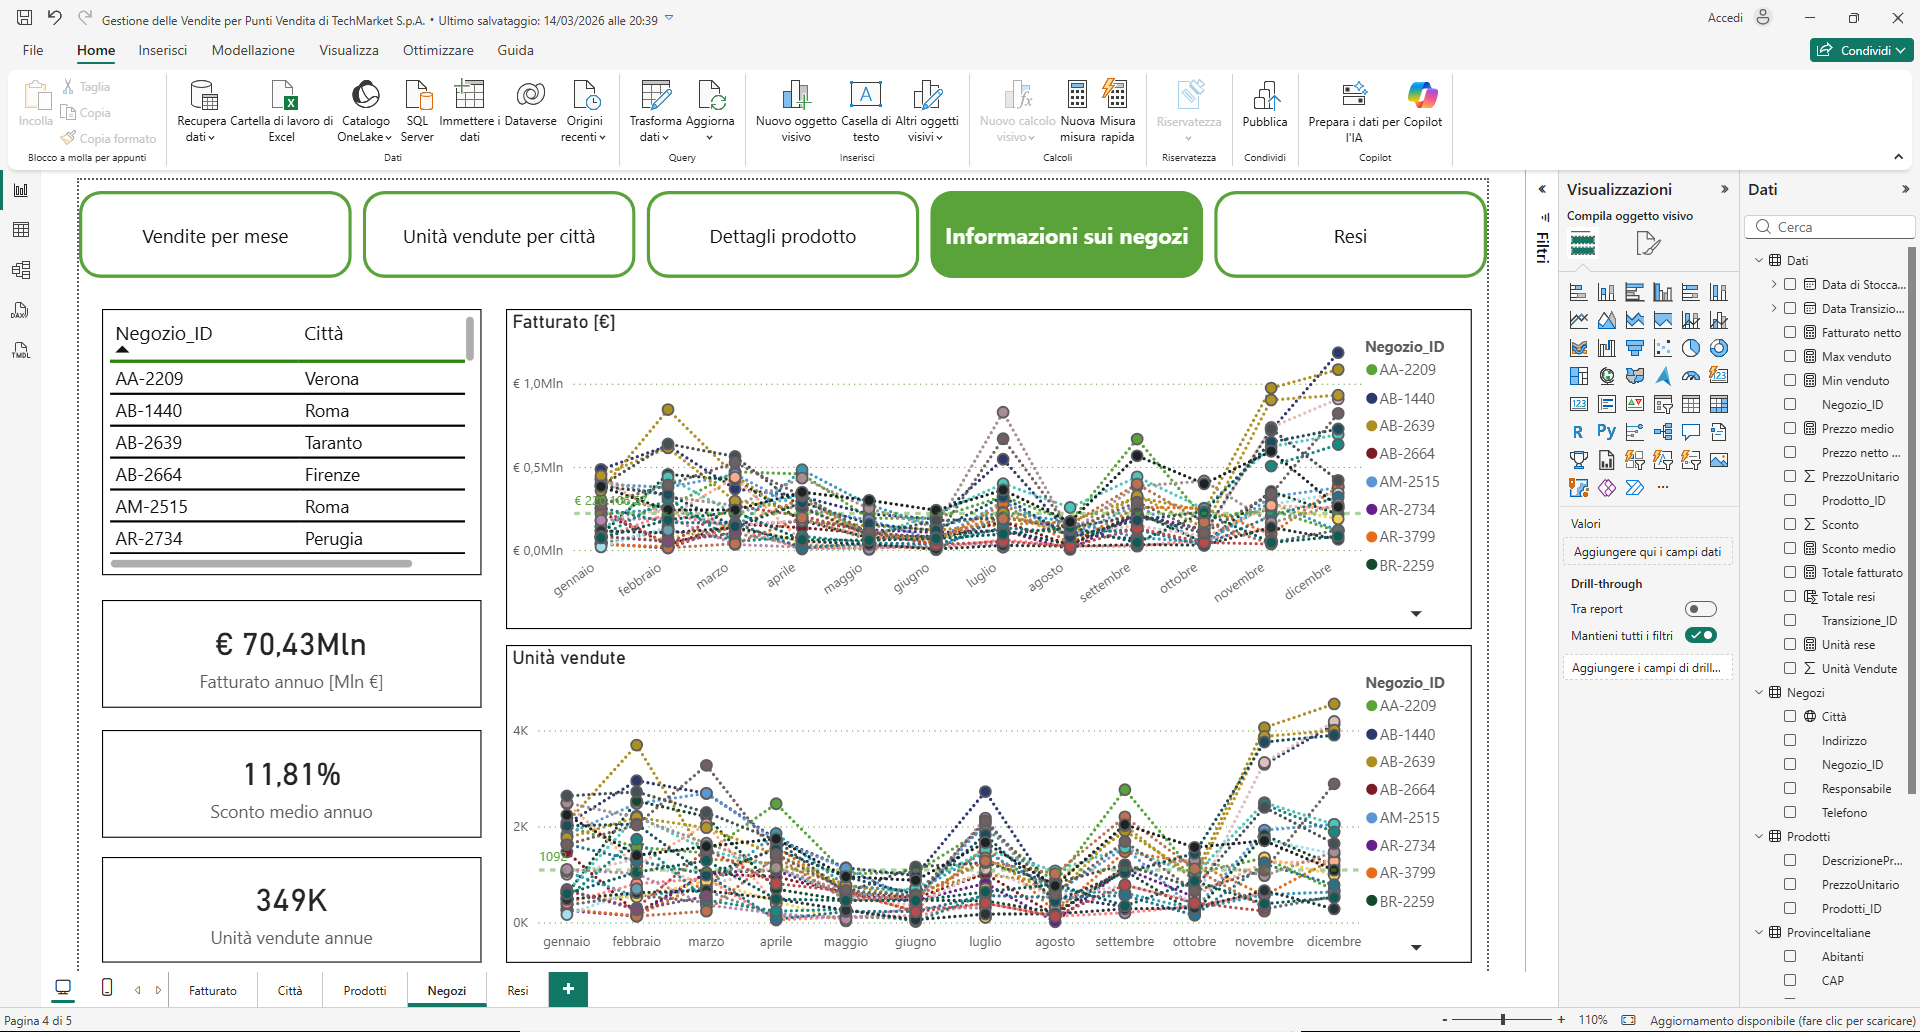 Gestione delle Vendite per Punti Vendita di TechMarket S.p.A. • Ultimo salvataggio: 14/03/2026 alle 20:39
Accedi
File Home Inserisci Modellazione Visualizza Ottimizzare Guida
Condividi
Incolla
Taglia
Copia
Copia formato
Blocco a molla per appunti
Recupera dati
Cartella di lavoro di Excel
Catalogo OneLake
SQL Server
Immettere i dati
Dataverse
Origini recenti
Dati
Trasforma dati
Aggiorna
Query
Nuovo oggetto visivo
Casella di testo
Altri oggetti visivi
Inserisci
Nuovo calcolo visivo
Nuova misura
Misura rapida
Calcoli
Riservatezza
Riservatezza
Pubblica
Condividi
Prepara i dati per l'IA
Copilot
Copilot
Vendite per mese
Unità vendute per città
Dettagli prodotto
Informazioni sui negozi
Resi
Negozio_ID Città
AA-2209 Verona
AB-1440 Roma
AB-2639 Taranto
AB-2664 Firenze
AM-2515 Roma
AR-2734 Perugia
€ 70,43Mln
Fatturato annuo [Mln €]
11,81%
Sconto medio annuo
349K
Unità vendute annue
Fatturato [€]
€ 1,0Mln
€ 0,5Mln
€ 0,0Mln
gennaio febbraio marzo aprile maggio giugno luglio agosto settembre ottobre novembre dicembre
Negozio_ID
AA-2209
AB-1440
AB-2639
AB-2664
AM-2515
AR-2734
AR-3799
BR-2259
Unità vendute
4K
2K
1092
0K
gennaio febbraio marzo aprile maggio giugno luglio agosto settembre ottobre novembre dicembre
Negozio_ID
AA-2209
AB-1440
AB-2639
AB-2664
AM-2515
AR-2734
AR-3799
BR-2259
Filtri
Visualizzazioni
Compila oggetto visivo
R Py
123
123
...
Valori
Aggiungere qui i campi dati
Drill-through
Tra report
Mantieni tutti i filtri
Aggiungere i campi di drill...
Dati
Cerca
Dati
Data di Stocca...
Data Transizio...
Fatturato netto
Max venduto
Min venduto
Negozio_ID
Prezzo medio
Prezzo netto ...
PrezzoUnitario
Prodotto_ID
Sconto
Sconto medio
Totale fatturato
Totale resi
Transizione_ID
Unità rese
Unità Vendute
Negozi
Città
Indirizzo
Negozio_ID
Responsabile
Telefono
Prodotti
DescrizionePr...
PrezzoUnitario
Prodotti_ID
ProvinceItaliane
Abitanti
CAP
Fatturato Città Prodotti Negozi Resi +
Pagina 4 di 5
- + 110%
Aggiornamento disponibile (fare clic per scaricare)
DAX
TMDL